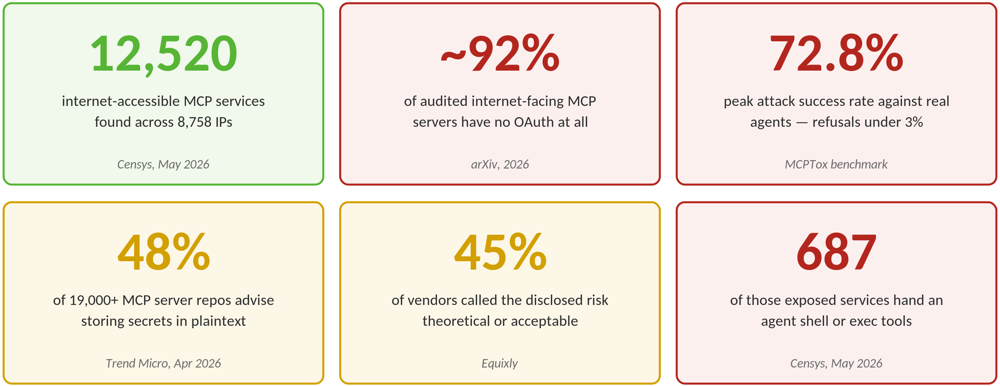 12,520
internet-accessible MCP services
found across 8,758 IPs
Censys, May 2026
~92%
of audited internet-facing MCP
servers have no OAuth at all
arXiv, 2026
72.8%
peak attack success rate against real
agents — refusals under 3%
MCPTox benchmark
48%
of 19,000+ MCP server repos advise
storing secrets in plaintext
Trend Micro, Apr 2026
45%
of vendors called the disclosed risk
theoretical or acceptable
Equixly
687
of those exposed services hand an
agent shell or exec tools
Censys, May 2026